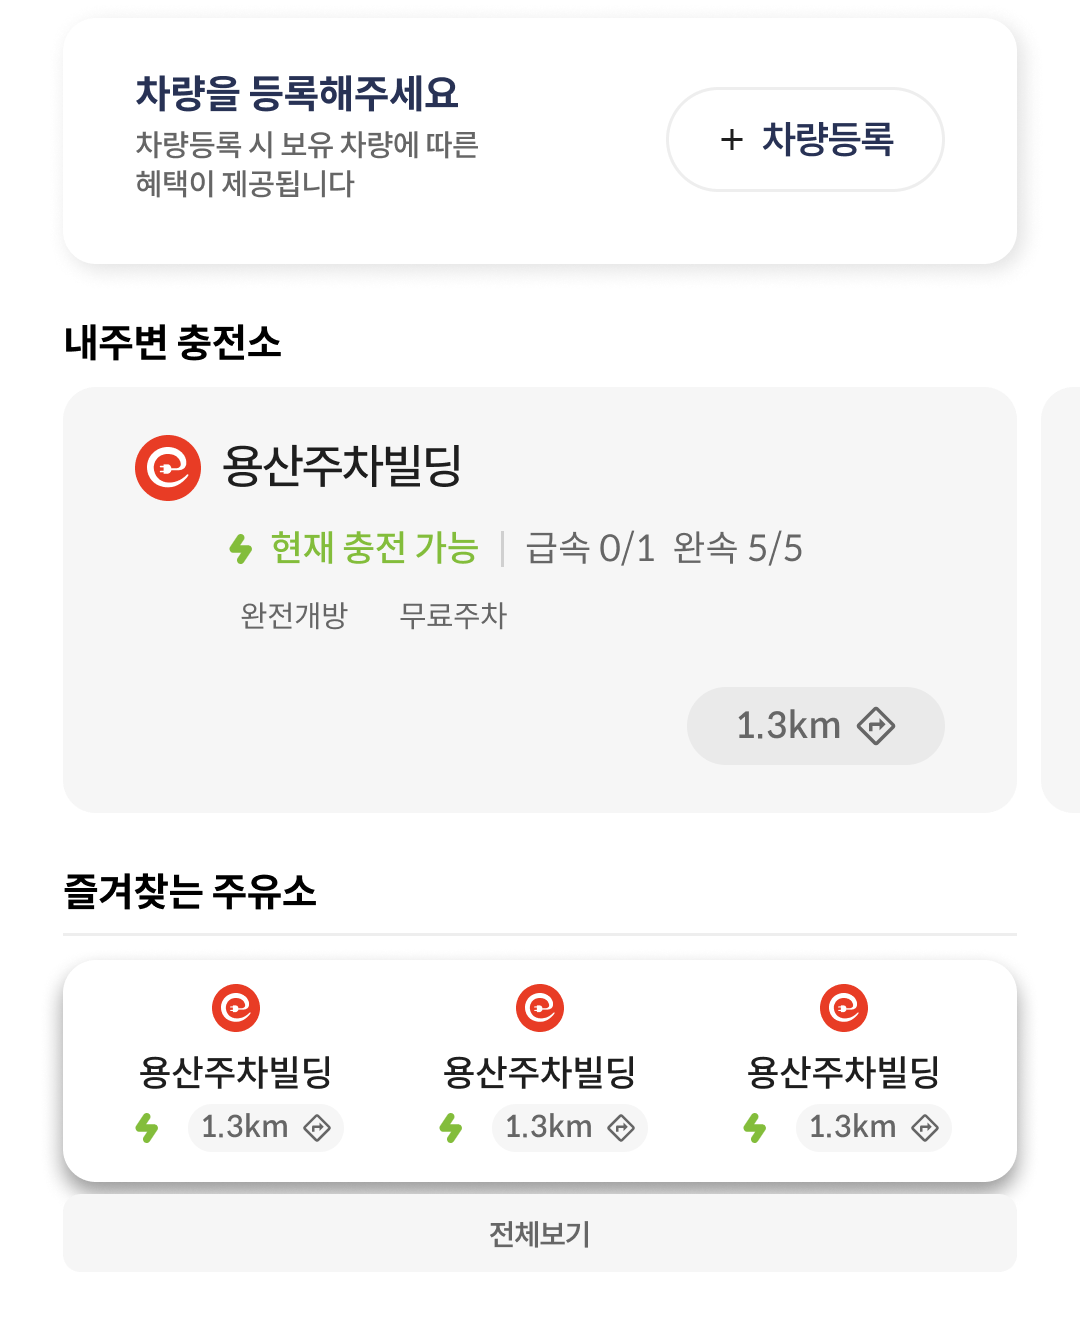 차량을 등록해주세요
차량등록 시 보유 차량에 따른
혜택이 제공됩니다
+ 차량등록
내주변 충전소
용산주차빌딩
현재 충전 가능 | 급속 0/1 완속 5/5
완전개방 무료주차
1.3km
즐겨찾는 주유소
용산주차빌딩 용산주차빌딩 용산주차빌딩
1.3km 1.3km 1.3km
전체보기